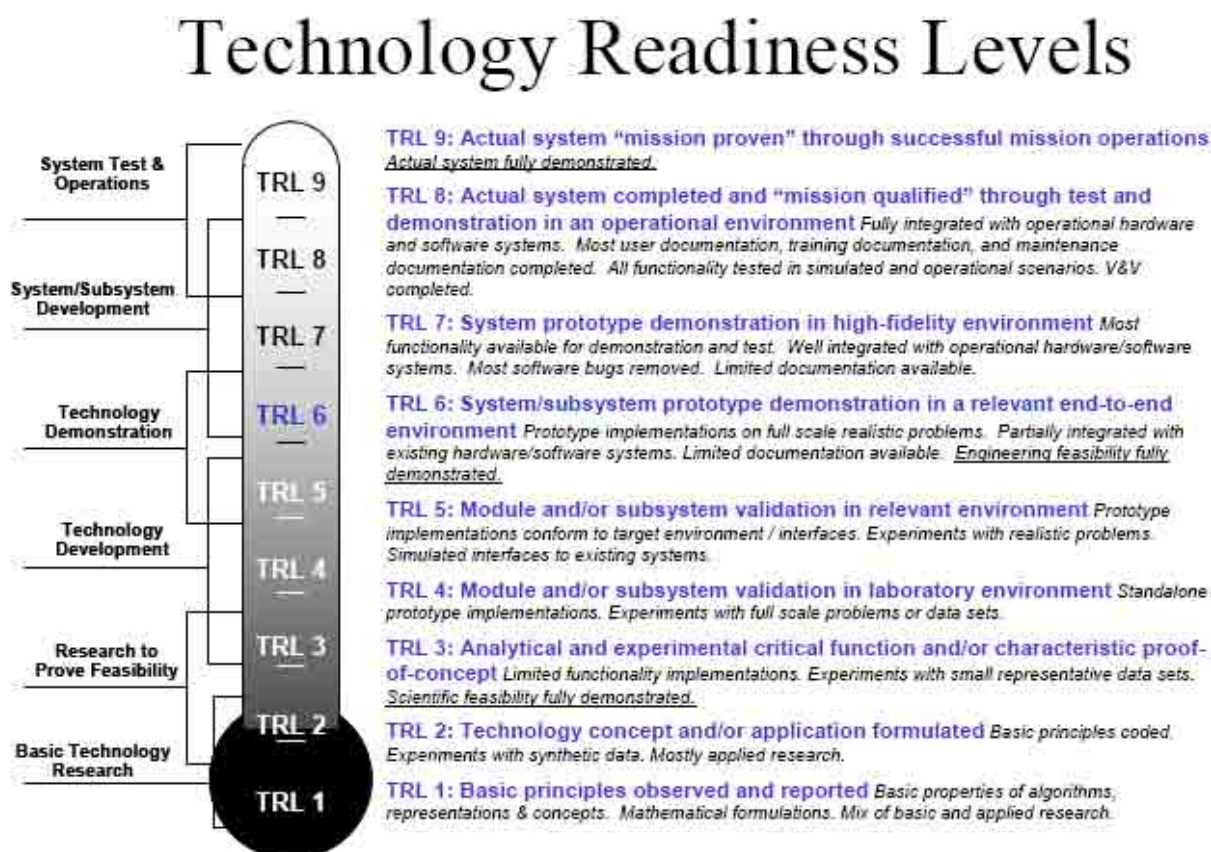 Technology Readiness Levels
System Test &
Operations
System/Subsystem
Development
Technology
Demonstration
Technology
Development
Research to
Prove Feasibility
Basic Technology
Research
TRL 9
TRL 8
TRL 7
TRL 6
TRL 5
TRL 4
TRL 3
TRL 2
TRL 1
TRL 9: Actual system “mission proven” through successful mission operations
Actual system fully demonstrated.
TRL 8: Actual system completed and “mission qualified” through test and
demonstration in an operational environment Fully integrated with operational hardware
and software systems. Most user documentation, training documentation, and maintenance
documentation completed. All functionality tested in simulated and operational scenarios. V&V
completed.
TRL 7: System prototype demonstration in high-fidelity environment Most
functionality available for demonstration and test. Well integrated with operational hardware/software
systems. Most software bugs removed. Limited documentation available.
TRL 6: System/subsystem prototype demonstration in a relevant end-to-end
environment Prototype implementations on full scale realistic problems. Partially integrated with
existing hardware/software systems. Limited documentation available. Engineering feasibility fully
demonstrated.
TRL 5: Module and/or subsystem validation in relevant environment Prototype
implementations conform to target environment / interfaces. Experiments with realistic problems.
Simulated interfaces to existing systems.
TRL 4: Module and/or subsystem validation in laboratory environment Standalone
prototype implementations. Experiments with full scale problems or data sets.
TRL 3: Analytical and experimental critical function and/or characteristic proof-
of-concept Limited functionality implementations. Experiments with small representative data sets.
Scientific feasibility fully demonstrated.
TRL 2: Technology concept and/or application formulated Basic principles coded.
Experiments with synthetic data. Mostly applied research.
TRL 1: Basic principles observed and reported Basic properties of algorithms,
representations & concepts. Mathematical formulations. Mix of basic and applied research.